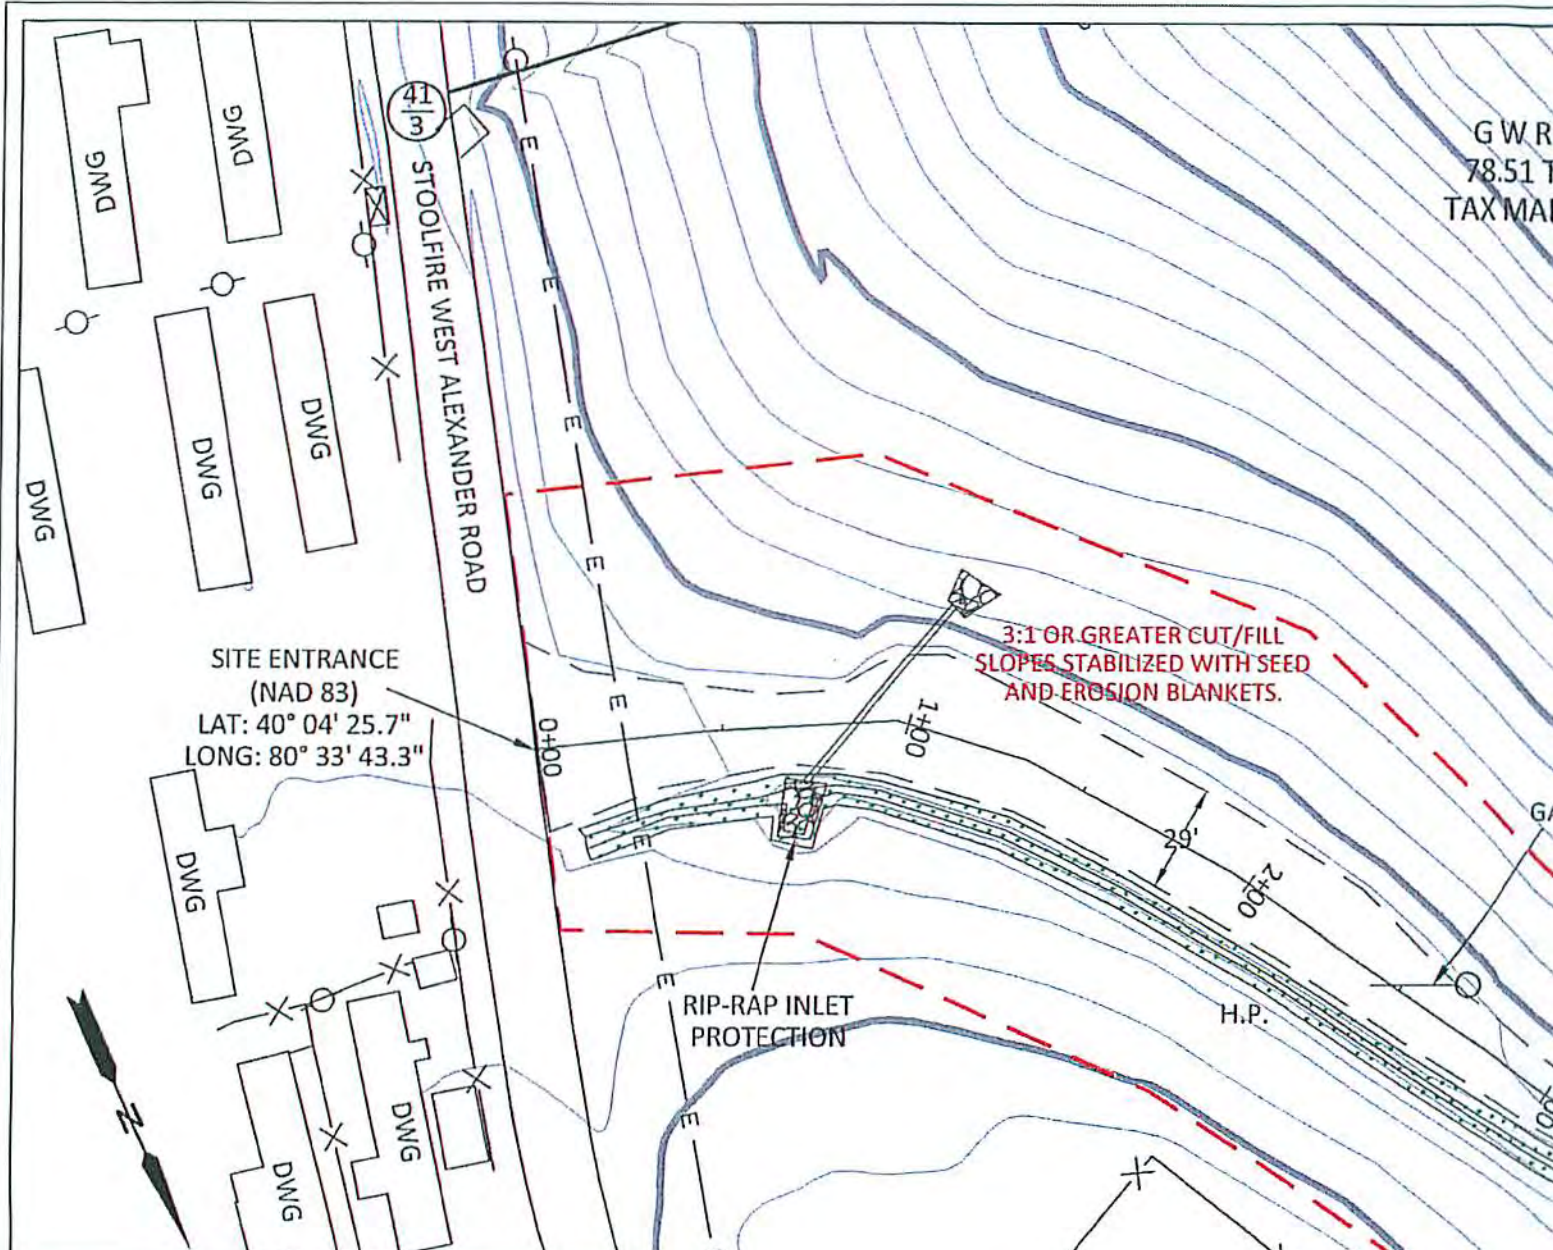 DWG
DWG
41
3
STOOLFIRE WEST ALEXANDER ROAD
E
E
E
E
E
E
E
E
G W R
78.51
TAX
DWG
DWG
DWG
SITE ENTRANCE
(NAD 83)
LAT: 40° 04' 25.7"
LONG: 80° 33' 43.3"
0+00
1+00
3:1 OR GREATER CUT/FILL
SLOPES STABILIZED WITH SEED
AND EROSION BLANKETS.
29'
2+00
DWG
RIP-RAP INLET
PROTECTION
H.P.
N
DWG
DWG